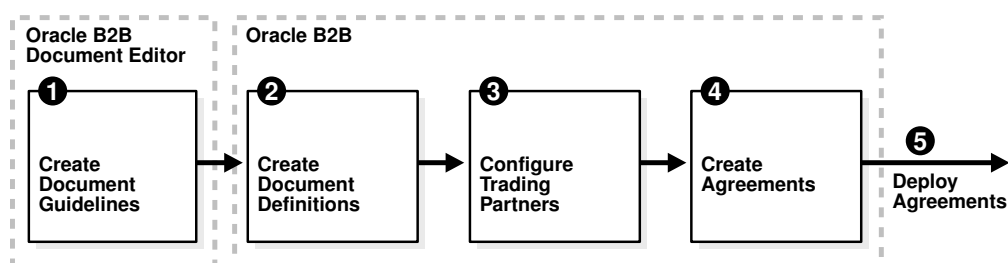 Oracle B2B
Document Editor
Oracle B2B
1
Create
Document
Guidelines
2
Create
Document
Definitions
3
Configure
Trading
Partners
4
Create
Agreements
5
Deploy
Agreements